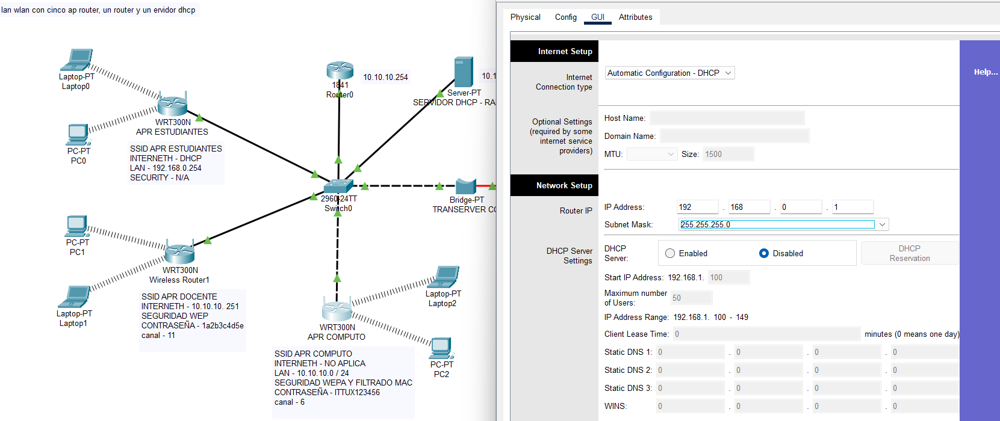 lan wlan con cinco ap router, un router y un ervidor dhcp
Laptop-PT
Laptop0
PC-PT
PC0
WRT300N
APR ESTUDIANTES
SSID APR ESTUDIANTES
INTERNETH - DHCP
LAN - 192.168.0.254
SECURITY - N/A
1841
Router0
10.10.10.254
Server-PT
SERVIDOR DHCP - RA
10.1
2960-24TT
Switch0
Bridge-PT
TRANSERVER CO
PC-PT
PC1
Laptop-PT
Laptop1
WRT300N
Wireless Router1
SSID APR DOCENTE
INTERNETH - 10.10.10. 251
SEGURIDAD WEP
CONTRASEÑA - 1a2b3c4d5e
canal - 11
WRT300N
APR COMPUTO
SSID APR COMPUTO
INTERNETH - NO APLICA
LAN - 10.10.10.0 / 24
SEGURIDAD WEPA Y FILTRADO MAC
CONTRASEÑA - ITTUX123456
canal - 6
Laptop-PT
Laptop2
PC-PT
PC2
Physical Config GUI Attributes
Internet Setup
Internet
Connection type
Automatic Configuration - DHCP
Help...
Optional Settings
(required by some
internet service
providers)
Host Name:
Domain Name:
MTU: Size: 1500
Network Setup
Router IP
IP Address: 192 . 168 . 0 . 1
Subnet Mask: 255.255.255.0
DHCP Server
Settings
DHCP
Server:
Enabled Disabled
DHCP
Reservation
Start IP Address: 192.168.1. 100
Maximum number
of Users:
50
IP Address Range: 192.168.1. 100 - 149
Client Lease Time: 0 minutes (0 means one day)
Static DNS 1: 0 . 0 . 0 . 0
Static DNS 2: 0 . 0 . 0 . 0
Static DNS 3: 0 . 0 . 0 . 0
WINS: 0 . 0 . 0 . 0